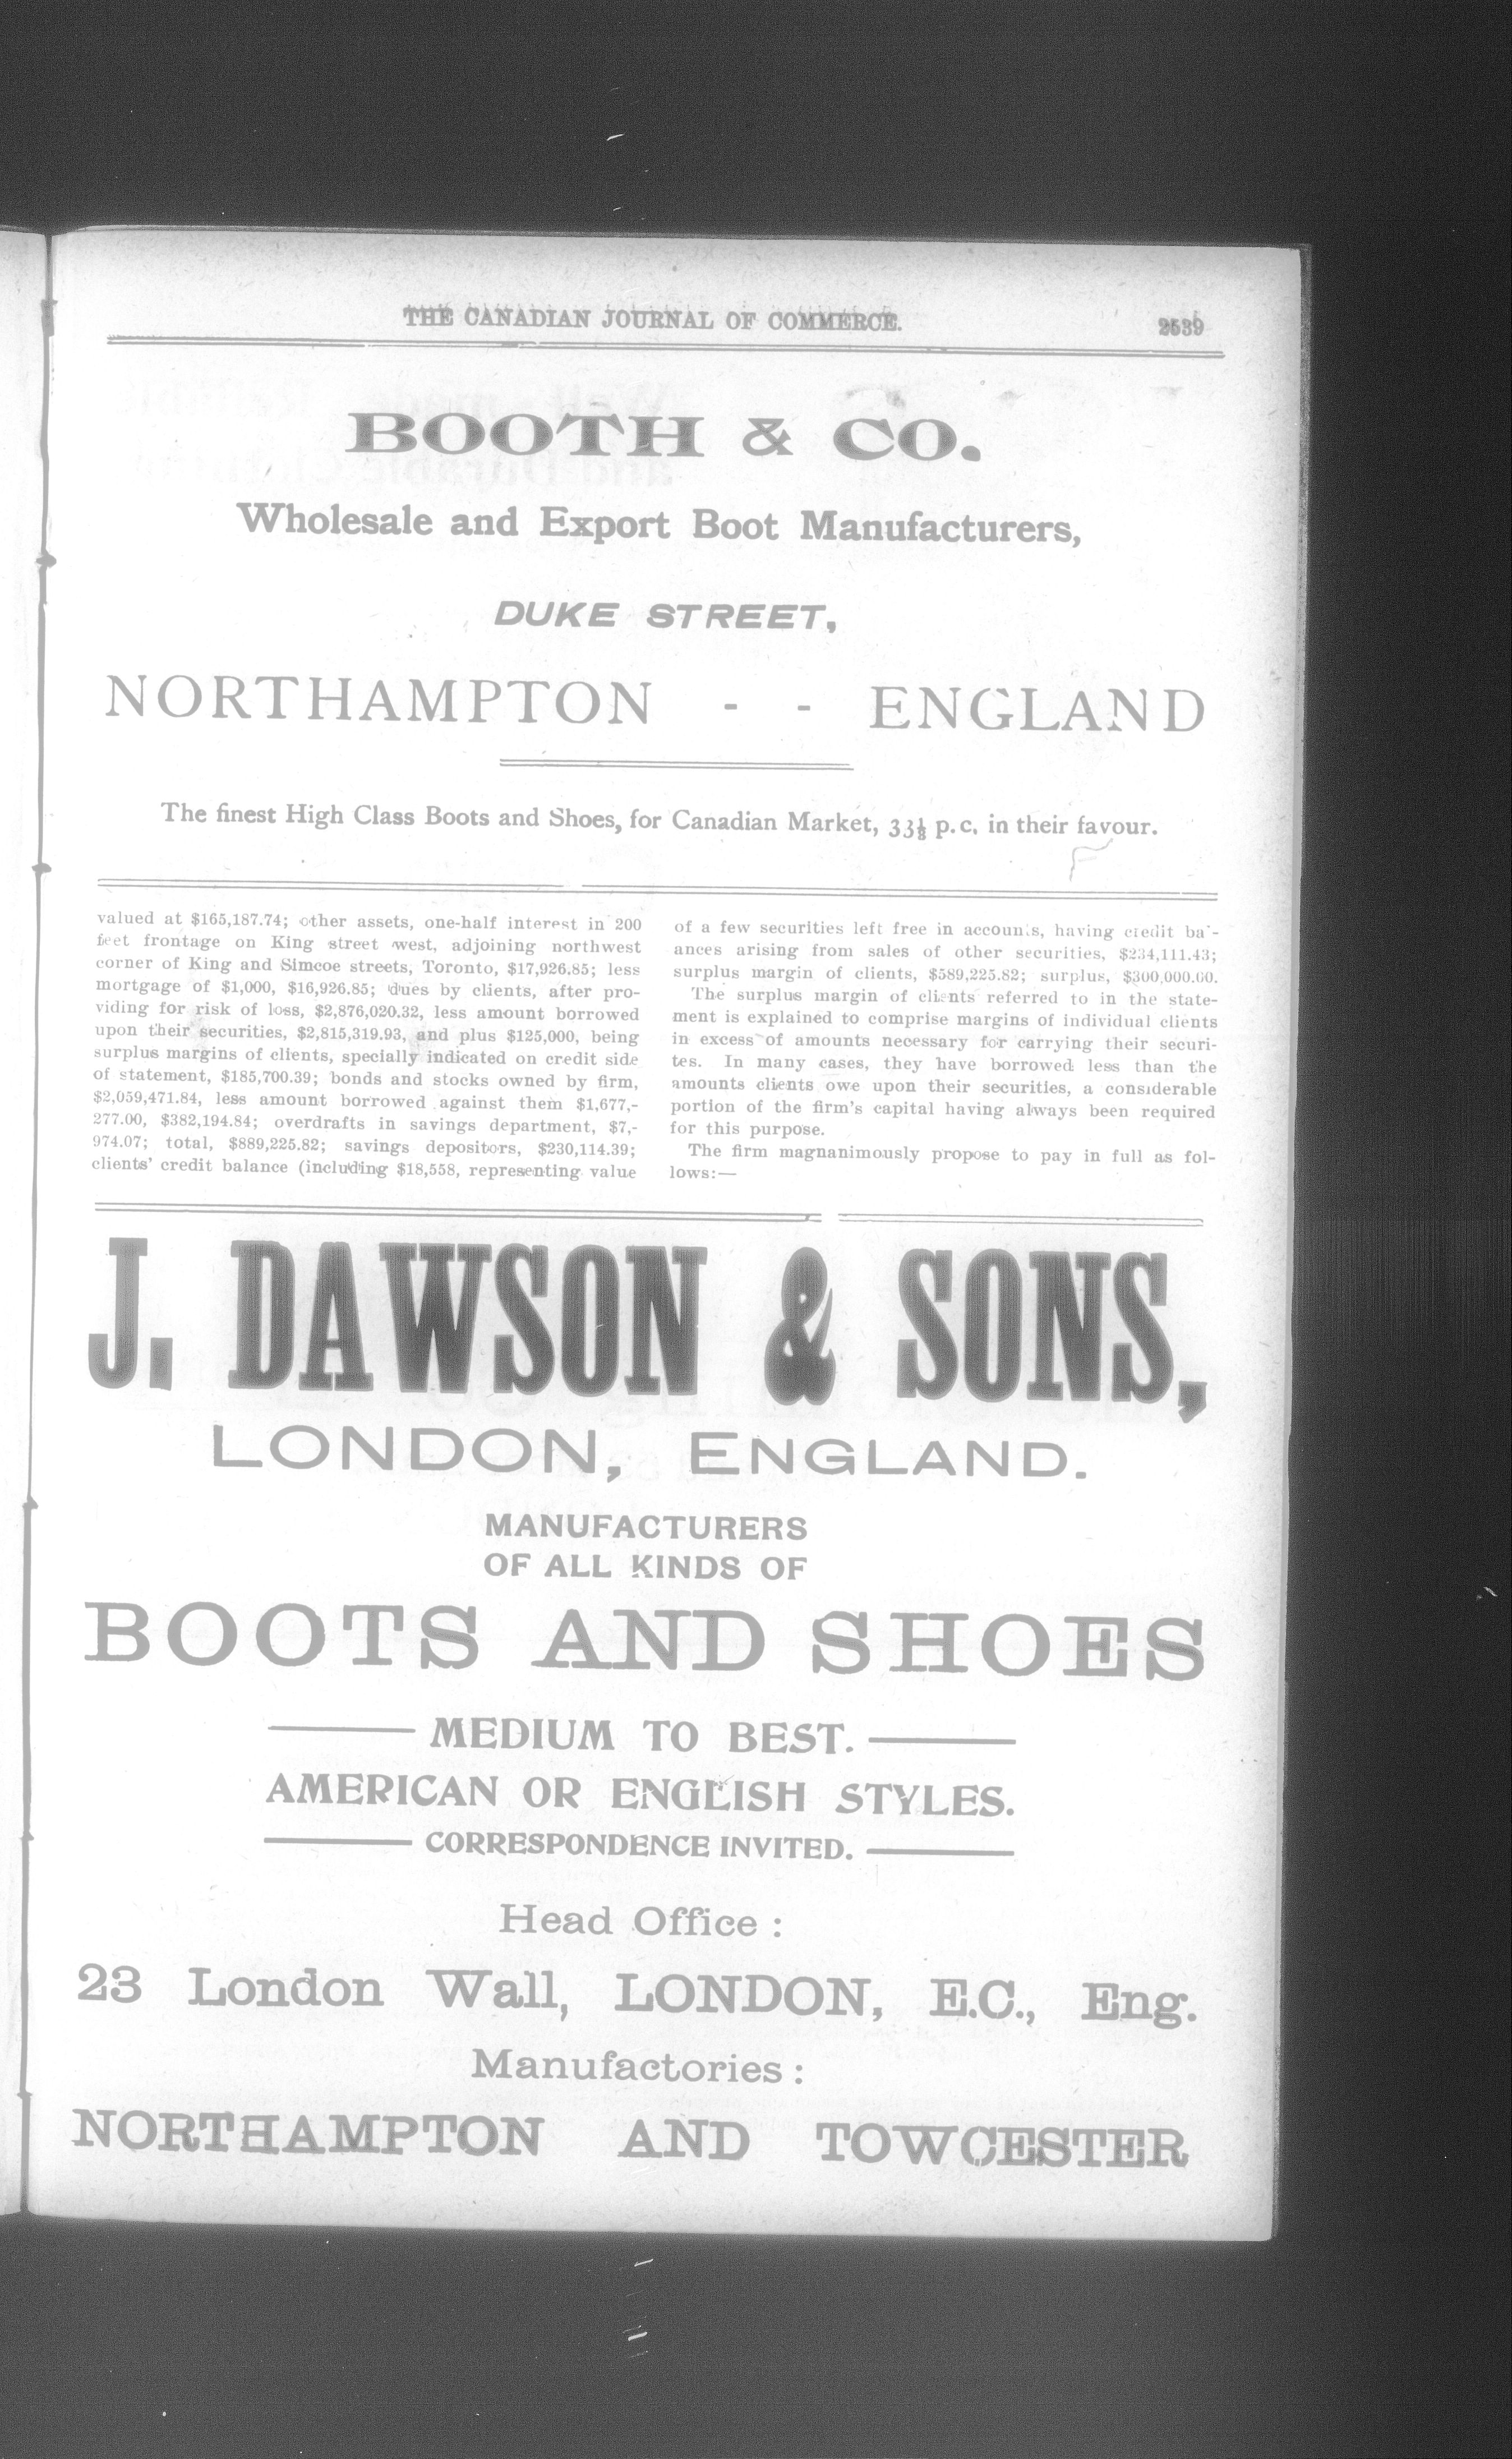 THE CANADIAN JOURNAL OF COMMERCE.
2539
BOOTH & CO.
Wholesale and Export Boot Manufacturers,
DUKE STREET,
NORTHAMPTON - - ENGLAND
The finest High Class Boots and Shoes, for Canadian Market, 33⅓ p.c. in their favour.
valued at $165,187.74; other assets, one-half interest in 200
feet frontage on King street west, adjoining northwest
corner of King and Simcoe streets, Toronto, $17,926.85; less
mortgage of $1,000, $16,926.85; dues by clients, after pro-
viding for risk of loss, $2,876,020.32, less amount borrowed
upon their securities, $2,815,319.93, and plus $125,000, being
surplus margins of clients, specially indicated on credit side
of statement, $185,700.39; bonds and stocks owned by firm,
$2,059,471.84, less amount borrowed against them $1,677,-
277.00, $382,194.84; overdrafts in savings department, $7,-
974.07; total, $889,225.82; savings depositors, $230,114.39;
clients' credit balance (including $18,558, representing value
of a few securities left free in accounts, having credit bal-
ances arising from sales of other securities, $234,111.43;
surplus margin of clients, $589,225.82; surplus, $300,000.00.
The surplus margin of clients referred to in the state-
ment is explained to comprise margins of individual clients
in excess of amounts necessary for carrying their securi-
tes. In many cases, they have borrowed less than the
amounts clients owe upon their securities, a considerable
portion of the firm's capital having always been required
for this purpose.
The firm magnanimously propose to pay in full as fol-
lows:—
J. DAWSON & SONS,
LONDON, ENGLAND.
MANUFACTURERS
OF ALL KINDS OF
BOOTS AND SHOES
MEDIUM TO BEST.
AMERICAN OR ENGLISH STYLES.
CORRESPONDENCE INVITED.
Head Office :
23 London Wall, LONDON, E.C., Eng.
Manufactories :
NORTHAMPTON AND TOWCESTER